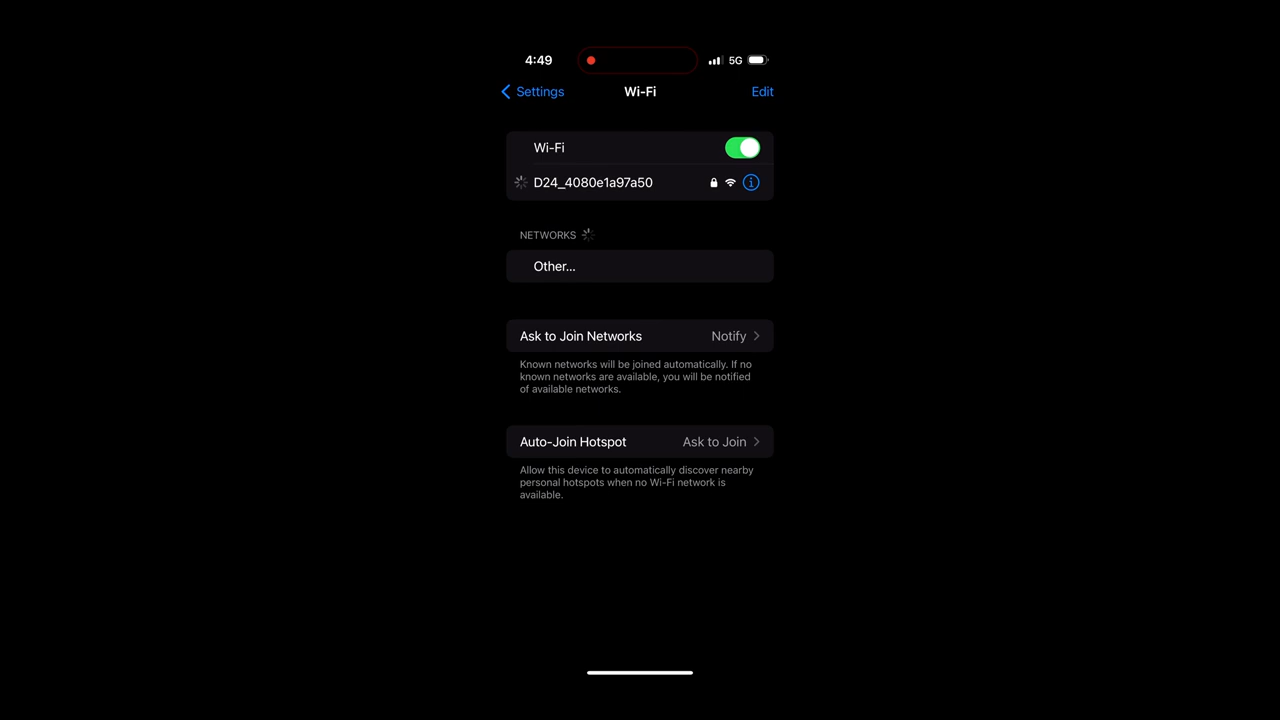 4:49
5G
Settings
Wi-Fi
Edit
Wi-Fi
D24_4080e1a97a50
NETWORKS
Other...
Ask to Join Networks
Notify
Known networks will be joined automatically. If no
known networks are available, you will be notified
of available networks.
Auto-Join Hotspot
Ask to Join
Allow this device to automatically discover nearby
personal hotspots when no Wi-Fi network is
available.